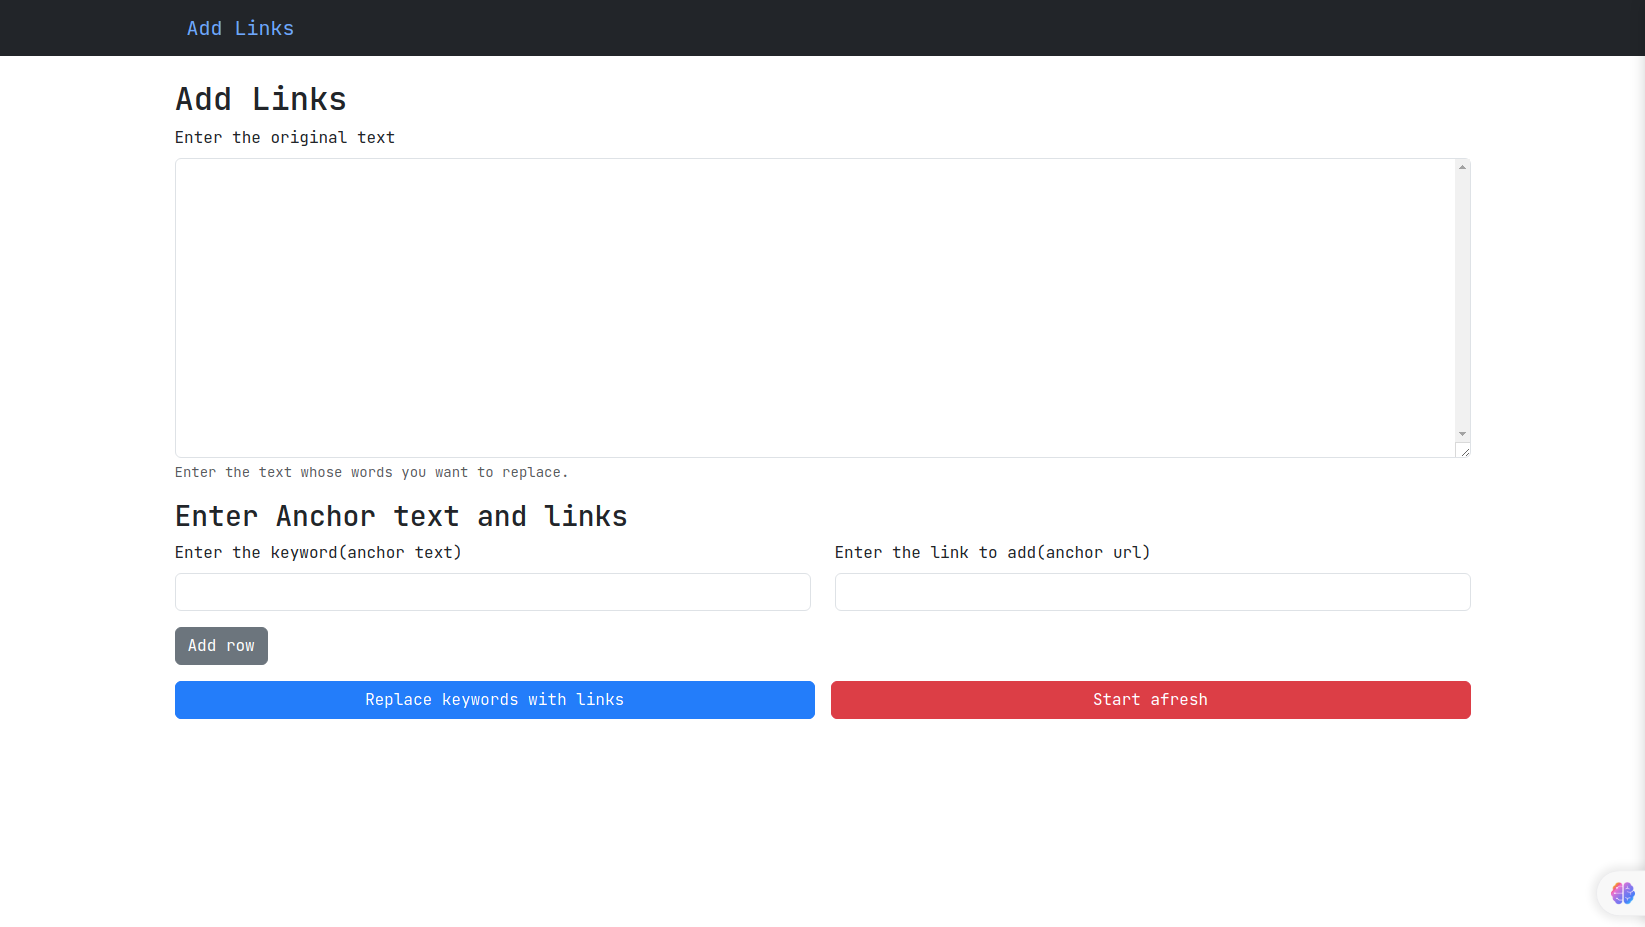 Add Links
Add Links
Enter the original text
Enter the text whose words you want to replace.
Enter Anchor text and links
Enter the keyword(anchor text)
Enter the link to add(anchor url)
Add row
Replace keywords with links
Start afresh